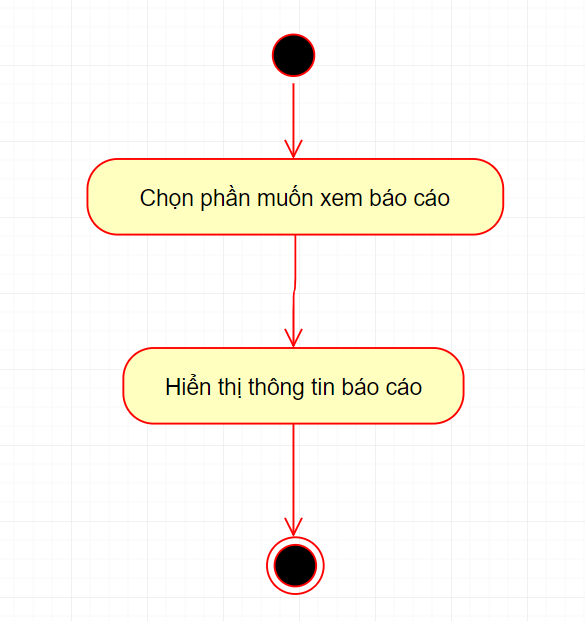 Chọn phần muốn xem báo cáo
Hiển thị thông tin báo cáo